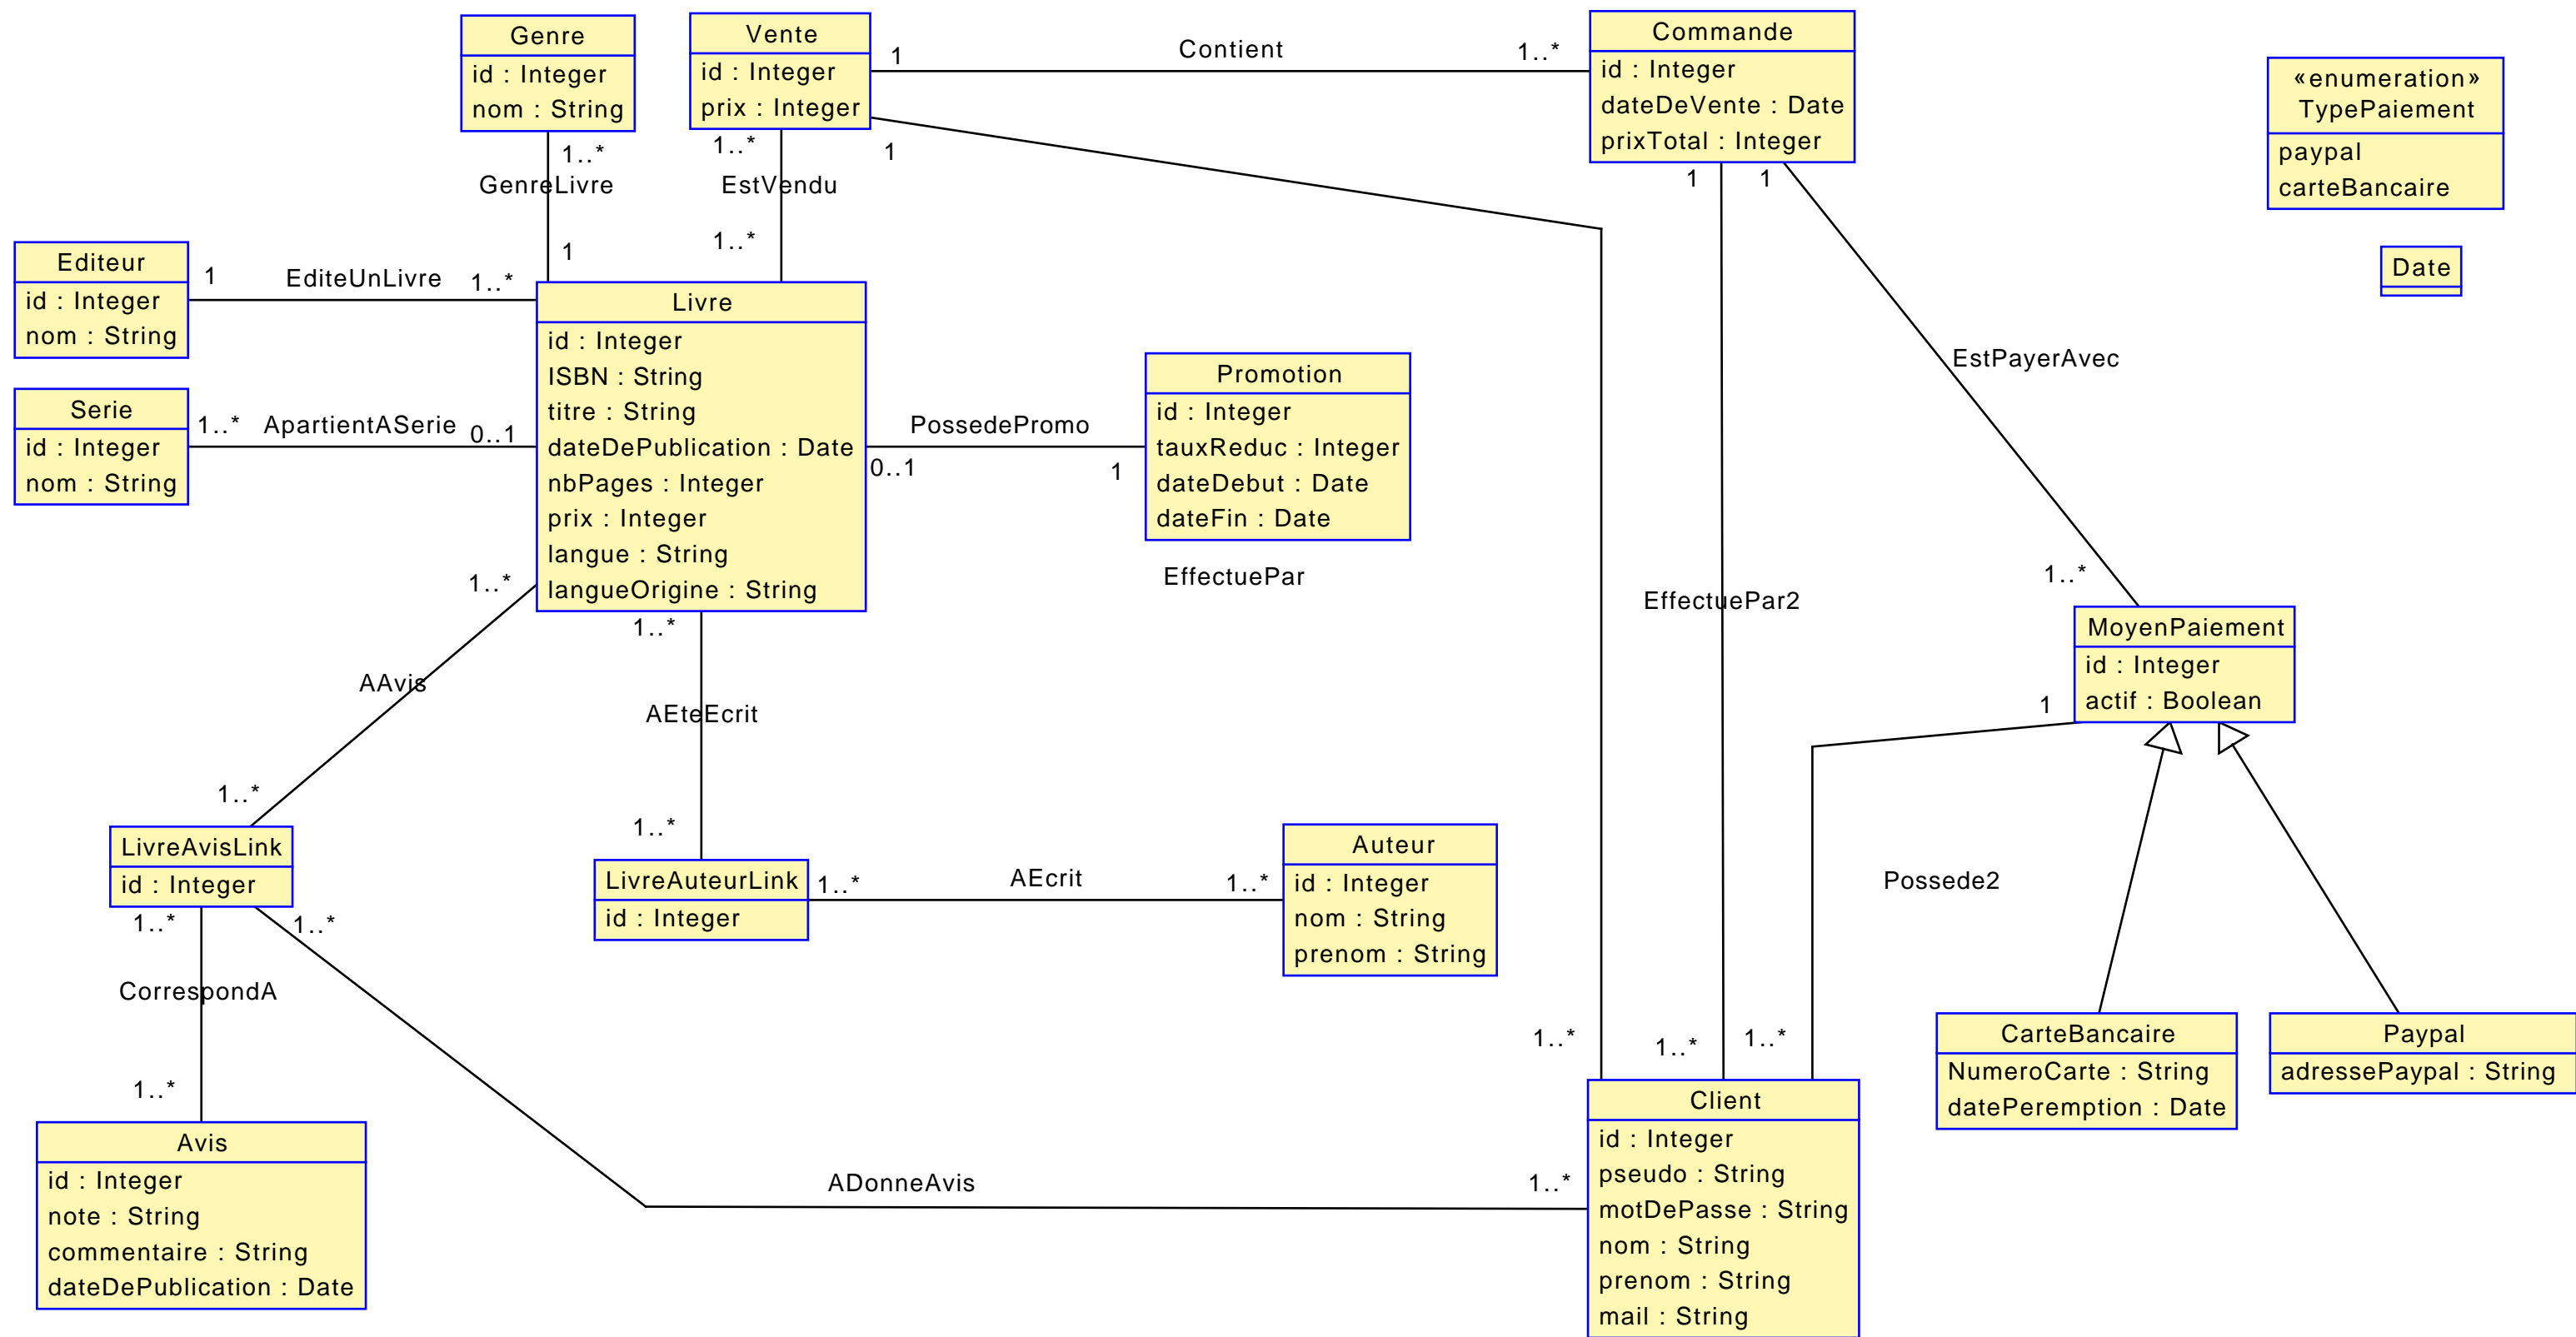 Genre
id : Integer
nom : String
Vente
id : Integer
prix : Integer
1
Contient
1..*
Commande
id : Integer
dateDeVente : Date
prixTotal : Integer
«enumeration»
TypePaiement
paypal
carteBancaire
Date
1..*
GenreLivre
1
1..*
EstVendu
1..*
1
1
1
Editeur
id : Integer
nom : String
1
EditeUnLivre
1..*
Serie
id : Integer
nom : String
1..*
ApartientASerie
0..1
Livre
id : Integer
ISBN : String
titre : String
dateDePublication : Date
nbPages : Integer
prix : Integer
langue : String
langueOrigine : String
PossedePromo
0..1
1
Promotion
id : Integer
tauxReduc : Integer
dateDebut : Date
dateFin : Date
EffectuePar
EffectuePar2
EstPayerAvec
1..*
MoyenPaiement
id : Integer
actif : Boolean
1
1..*
AAvis
1..*
1..*
AEteEcrit
1..*
LivreAvisLink
id : Integer
LivreAuteurLink
id : Integer
1..*
AEcrit
1..*
Auteur
id : Integer
nom : String
prenom : String
Possede2
1..*
1..*
CorrespondA
1..*
1..*
1..*
1..*
CarteBancaire
NumeroCarte : String
datePeremption : Date
Paypal
adressePaypal : String
Avis
id : Integer
note : String
commentaire : String
dateDePublication : Date
ADonneAvis
1..*
Client
id : Integer
pseudo : String
motDePasse : String
nom : String
prenom : String
mail : String